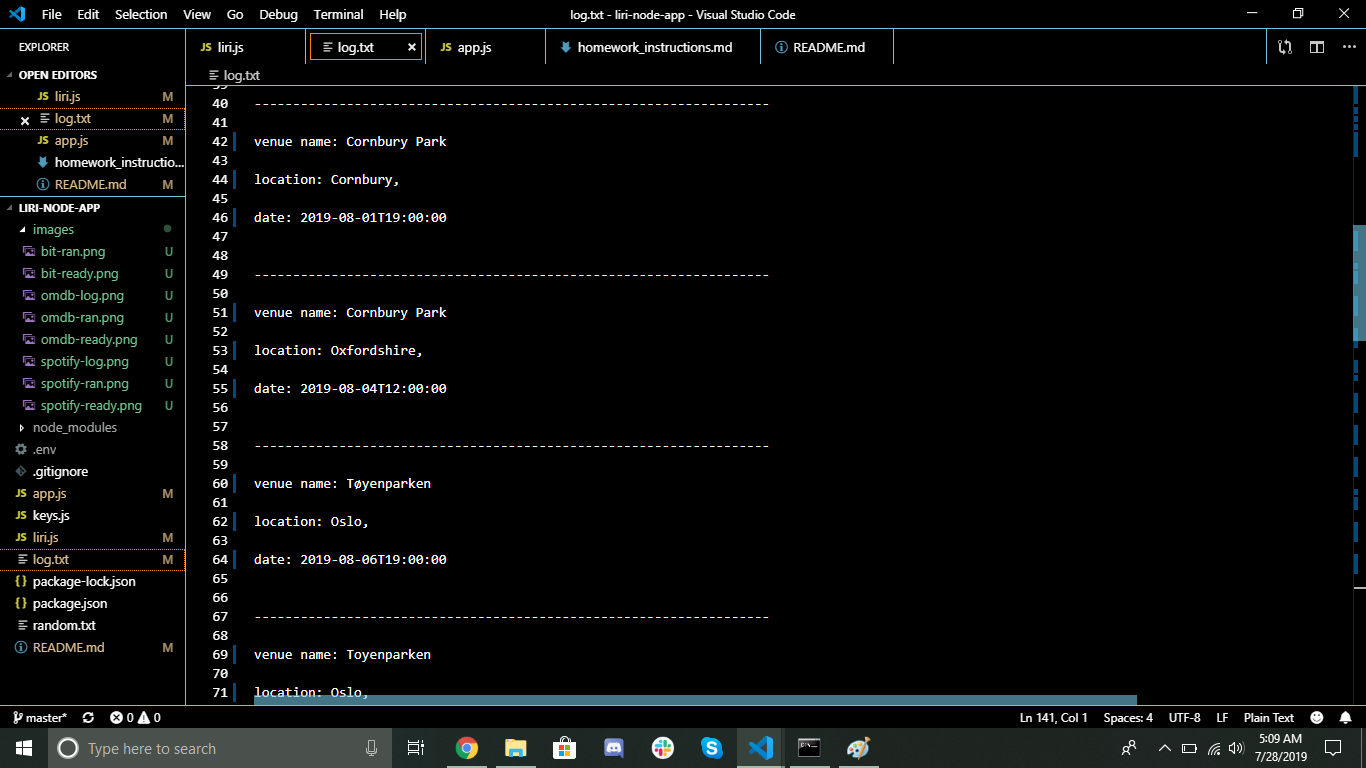 File Edit Selection View Go Debug Terminal Help log.txt - liri-node-app - Visual Studio Code
EXPLORER
OPEN EDITORS
JS liri.js M
log.txt M
JS app.js M
homework_instructio...
README.md M
LIRI-NODE-APP
images
bit-ran.png U
bit-ready.png U
omdb-log.png U
omdb-ran.png U
omdb-ready.png U
spotify-log.png U
spotify-ran.png U
spotify-ready.png U
node_modules
.env
.gitignore
JS app.js M
keys.js
JS liri.js M
log.txt M
{} package-lock.json
{} package.json
random.txt
README.md M
JS liri.js log.txt JS app.js homework_instructions.md README.md
log.txt
39
40 -------------------------------------------------------------------
41
42 venue name: Cornbury Park
43
44 location: Cornbury,
45
46 date: 2019-08-01T19:00:00
47
48
49 -------------------------------------------------------------------
50
51 venue name: Cornbury Park
52
53 location: Oxfordshire,
54
55 date: 2019-08-04T12:00:00
56
57
58 -------------------------------------------------------------------
59
60 venue name: Tøyenparken
61
62 location: Oslo,
63
64 date: 2019-08-06T19:00:00
65
66
67 -------------------------------------------------------------------
68
69 venue name: Toyenparken
70
71 location: Oslo,
master* 0 0 Ln 141, Col 1 Spaces: 4 UTF-8 LF Plain Text
Type here to search
5:09 AM
7/28/2019